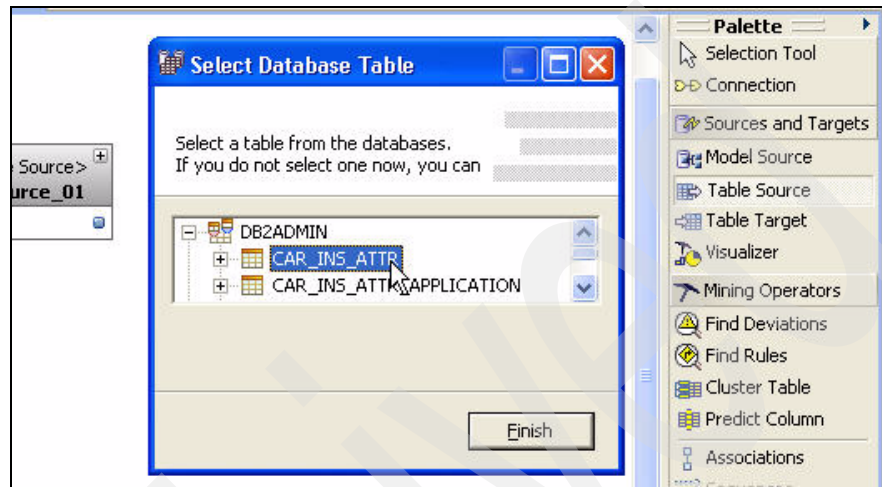 Source>
urce_01
Select Database Table
Select a table from the databases.
If you do not select one now, you can
DB2ADMIN
CAR_INS_ATTR
CAR_INS_ATTR_APPLICATION
Finish
Palette
Selection Tool
Connection
Sources and Targets
Model Source
Table Source
Table Target
Visualizer
Mining Operators
Find Deviations
Find Rules
Cluster Table
Predict Column
Associations